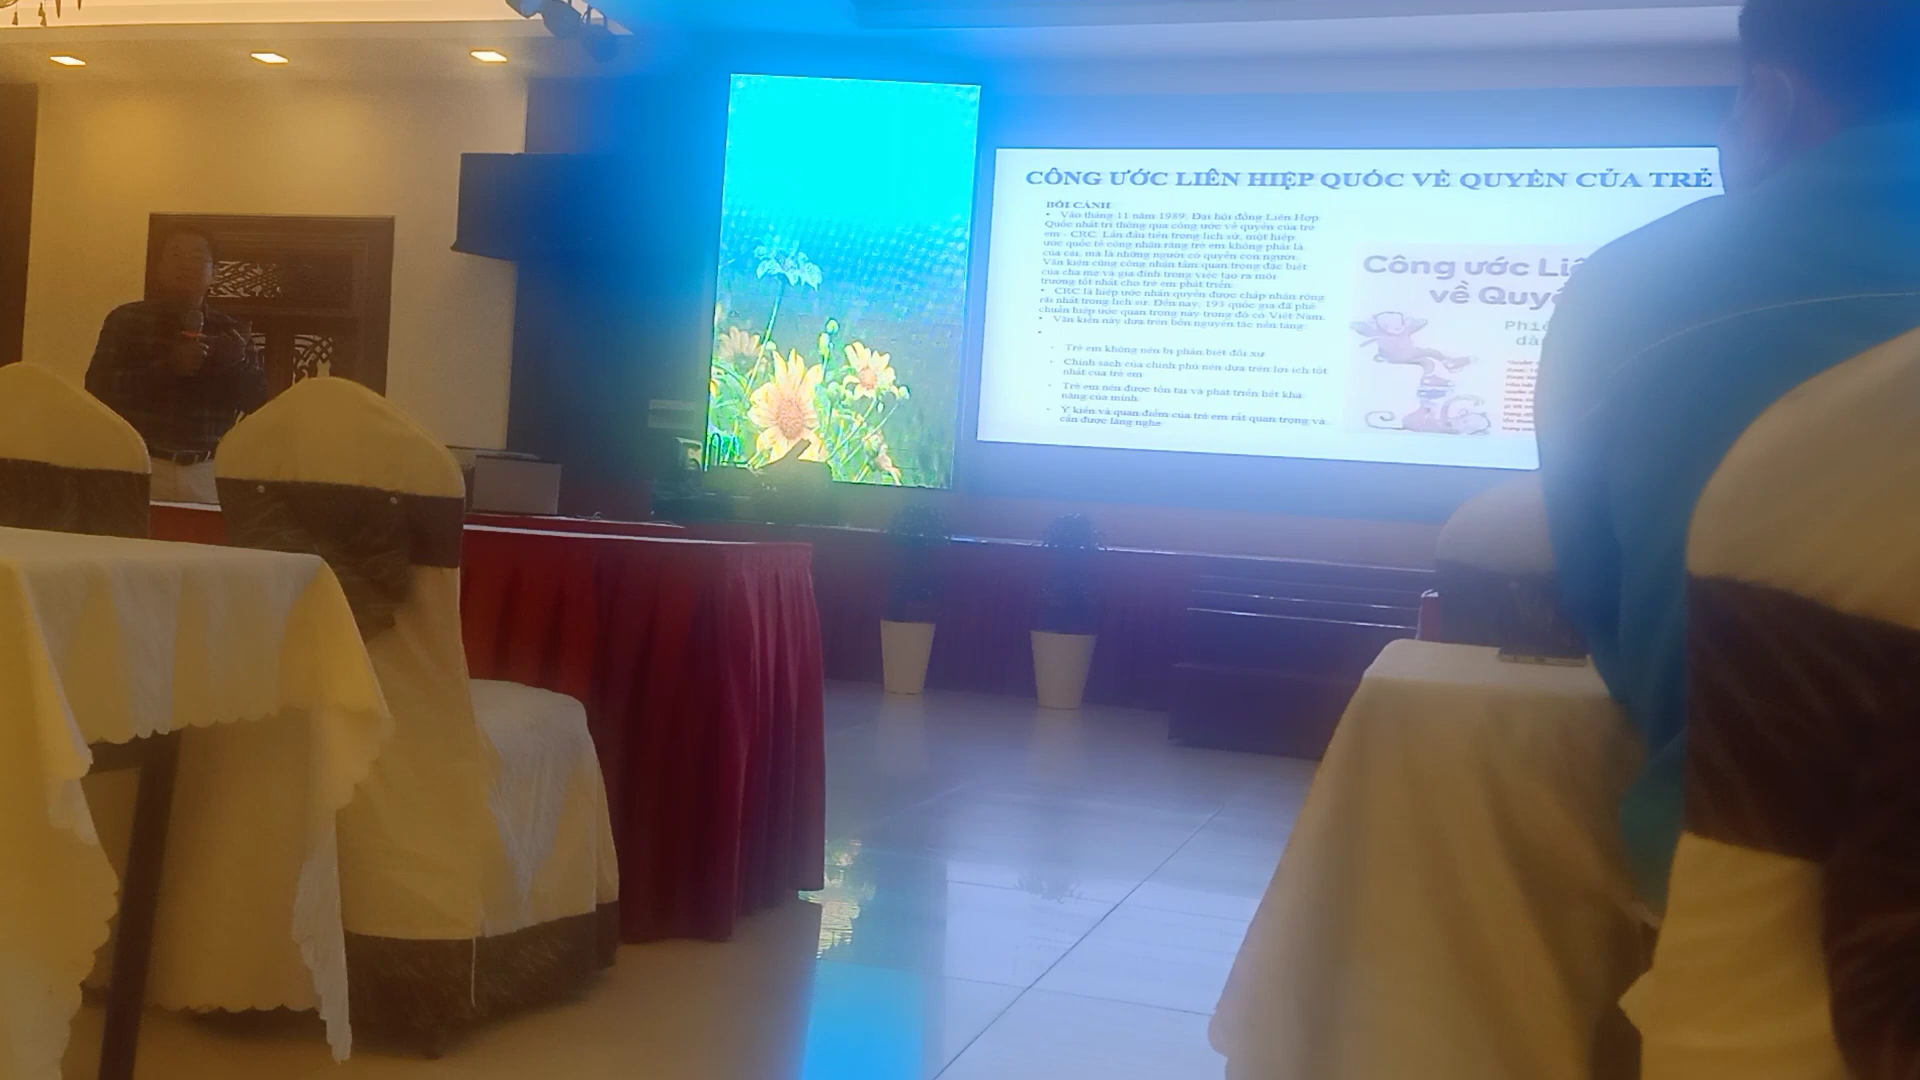 CÔNG ƯỚC LIÊN HIỆP QUỐC VỀ QUYỀN CỦA TRẺ
BỐI CẢNH
• Vào tháng 11 năm 1989, Đại hội đồng Liên Hợp
Quốc nhất trí thông qua công ước về quyền của trẻ
em - CRC. Lần đầu tiên trong lịch sử, một hiệp
ước quốc tế công nhận rằng trẻ em không phải là
của cải, mà là những người có quyền con người.
Văn kiện cũng công nhận tầm quan trọng đặc biệt
của cha mẹ và gia đình trong việc tạo ra môi
trường tốt nhất cho trẻ em phát triển.
• CRC là hiệp ước nhân quyền được chấp nhận rộng
rãi nhất trong lịch sử. Đến nay, 193 quốc gia đã phê
chuẩn hiệp ước quan trọng này trong đó có Việt Nam.
• Văn kiện này dựa trên bốn nguyên tắc nền tảng:
•
- Trẻ em không nên bị phân biệt đối xử
- Chính sách của chính phủ nên dựa trên lợi ích tốt
nhất của trẻ em
- Trẻ em nên được tồn tại và phát triển hết khả
năng của mình
- Ý kiến và quan điểm của trẻ em rất quan trọng và
cần được lắng nghe
Công ước Liê
về Quyề